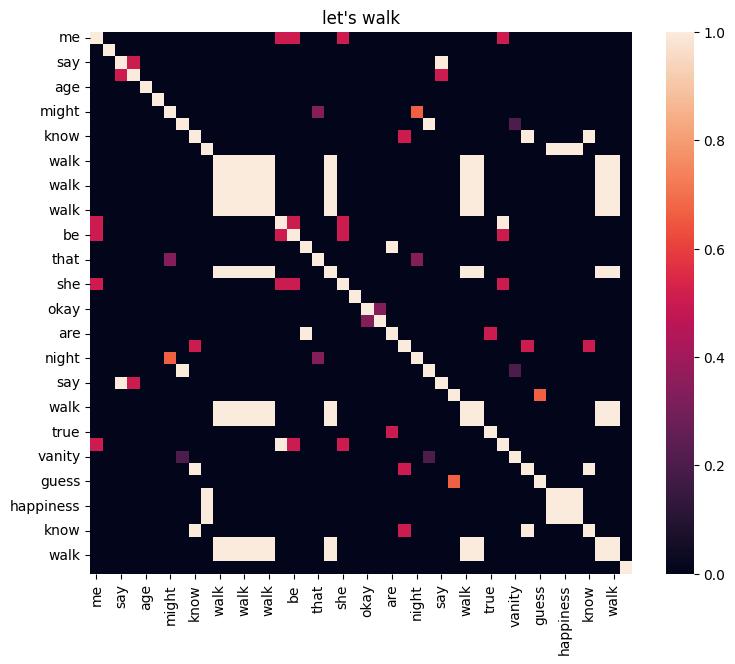 let's walk
me
say
age
might
know
walk
walk
walk
be
that
she
okay
are
night
say
walk
true
vanity
guess
happiness
know
walk
me
say
age
might
know
walk
walk
walk
be
that
she
okay
are
night
say
walk
true
vanity
guess
happiness
know
walk
1.0
0.8
0.6
0.4
0.2
0.0